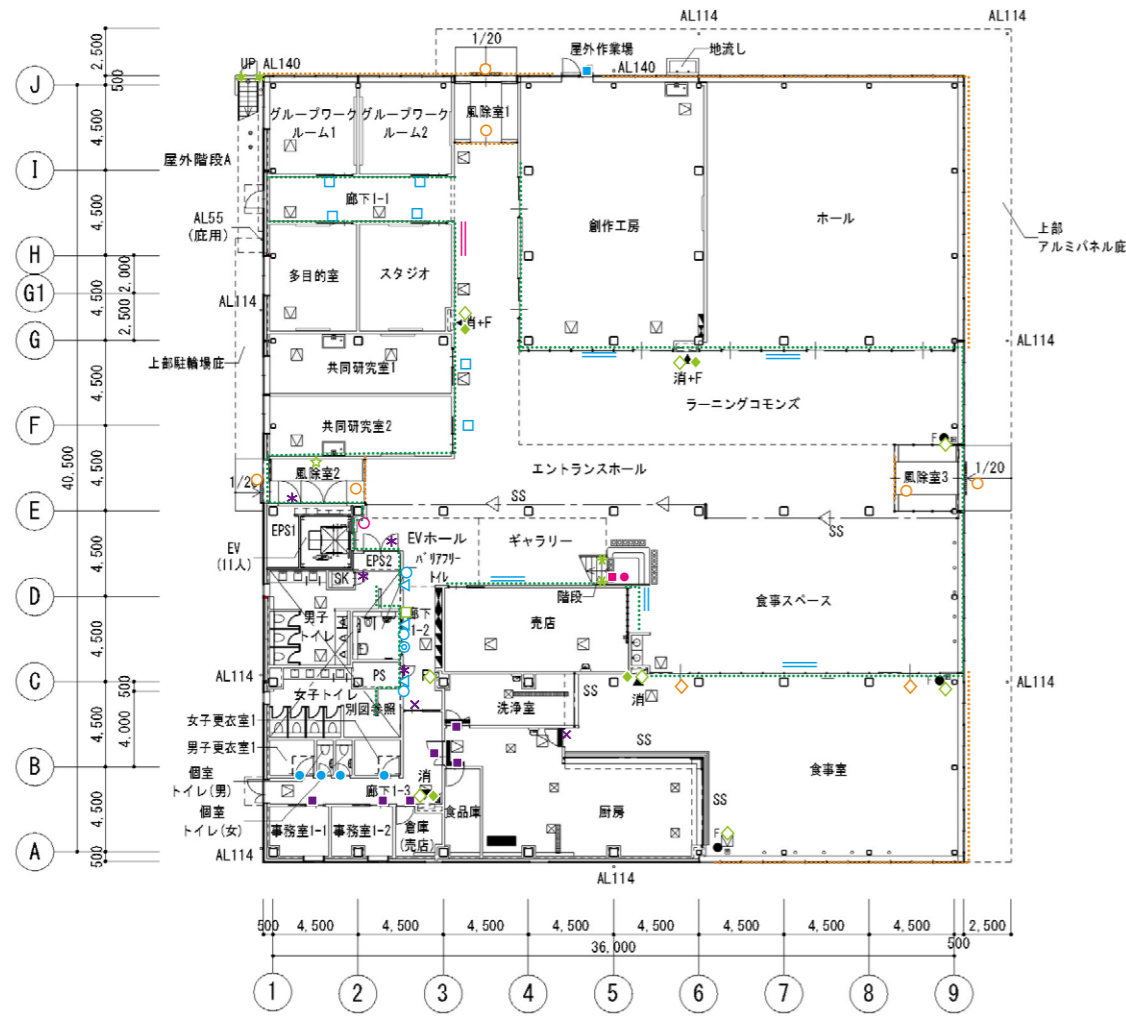 AL114
AL114
1/20
屋外作業場
地流し
2,500
500
UP
AL140
AL140
J
グループワーク
ルーム1
グループワーク
ルーム2
風除室1
4,500
屋外階段A
I
廊下1-1
創作工房
ホール
4,500
AL55
(庇用)
上部
アルミパネル庇
H
多目的室
スタジオ
2,000
4,500
G1
AL114
2,500
消+F
G
AL114
上部駐輪場庇
共同研究室1
消+F
4,500
ラーニングコモンズ
F
共同研究室2
F
40,500
4,500
風除室2
エントランスホール
風除室3
1/20
1/20
SS
E
SS
EPS1
EVホール
ギャラリー
バリアフリー
トイレ
EV
(11人)
EPS2
4,500
SK
階段
D
食事スペース
男子
トイレ
廊下
1-2
売店
4,500
PS
AL114
C
F
消
F
AL114
500
女子トイレ
別図参照
洗浄室
SS
4,500
4,000
女子更衣室1
男子更衣室1
SS
B
個室
トイレ(男)
廊下1-3
消
食事室
個室
トイレ(女)
食品庫
厨房
SS
4,500
事務室1-1
事務室1-2
倉庫
(売店)
F
A
AL114
500
AL114
500
4,500
4,500
4,500
4,500
4,500
4,500
4,500
4,500
500
2,500
36,000
1
2
3
4
5
6
7
8
9